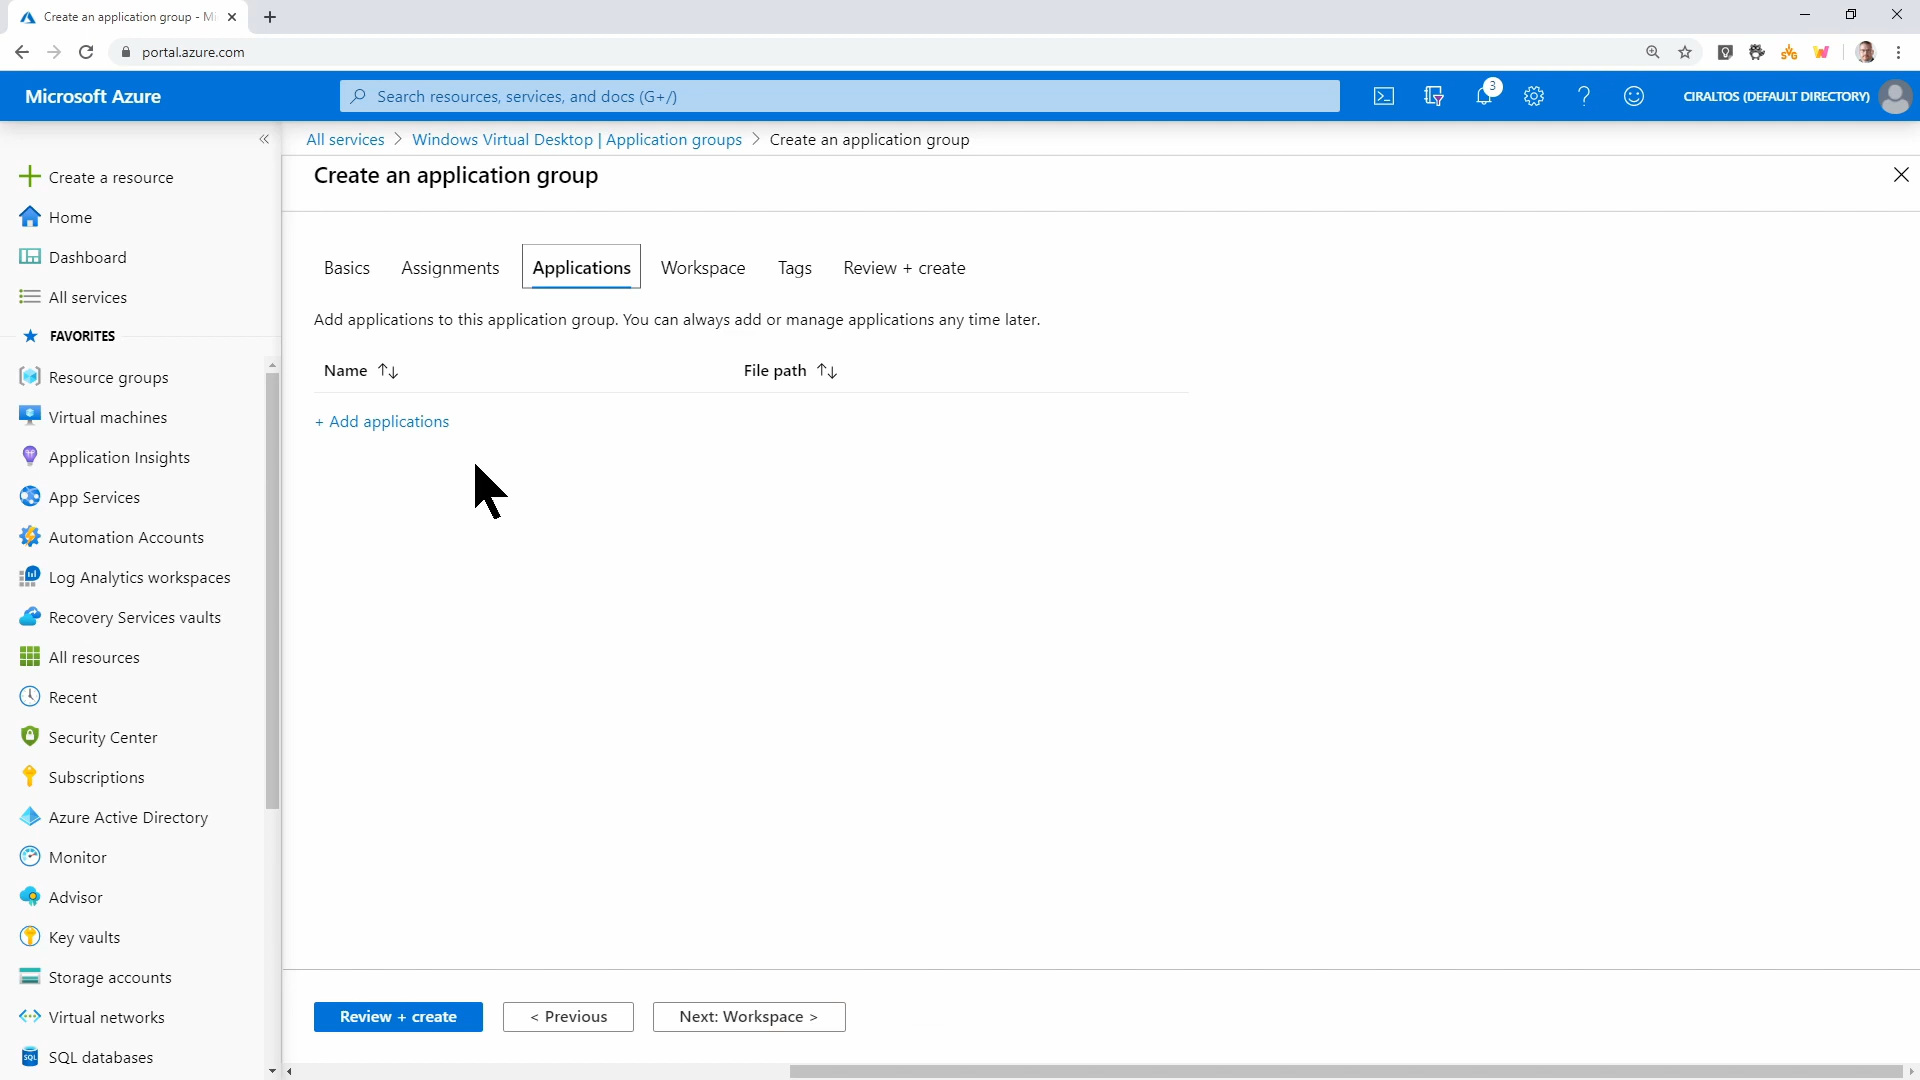 Create an application group - Mi
portal.azure.com
Microsoft Azure
Search resources, services, and docs (G+/)
3
CIRALTOS (DEFAULT DIRECTORY)
All services > Windows Virtual Desktop | Application groups > Create an application group
Create an application group
Create a resource
Home
Dashboard
All services
FAVORITES
Resource groups
Virtual machines
Application Insights
App Services
Automation Accounts
Log Analytics workspaces
Recovery Services vaults
All resources
Recent
Security Center
Subscriptions
Azure Active Directory
Monitor
Advisor
Key vaults
Storage accounts
Virtual networks
SQL databases
Basics Assignments Applications Workspace Tags Review + create
Add applications to this application group. You can always add or manage applications any time later.
Name File path
+ Add applications
Review + create < Previous Next: Workspace >